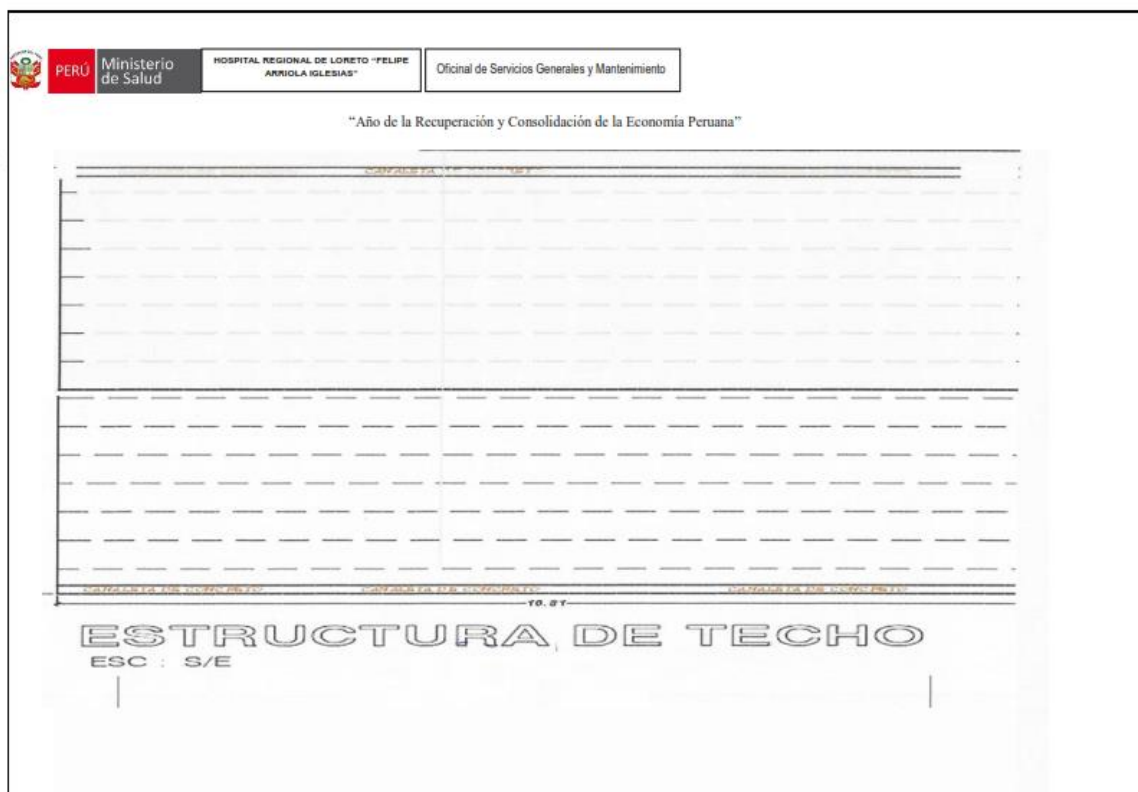 PERÚ
Ministerio
de Salud
HOSPITAL REGIONAL DE LORETO “FELIPE
ARRIOLA IGLESIAS”
Oficinal de Servicios Generales y Mantenimiento
“Año de la Recuperación y Consolidación de la Economía Peruana”
CANALETA
CANALETA DE CONCRETO CANALETA DE CONCRETO CANALETA DE CONCRETO
ESTRUCTURA DE TECHO
ESC : S/E